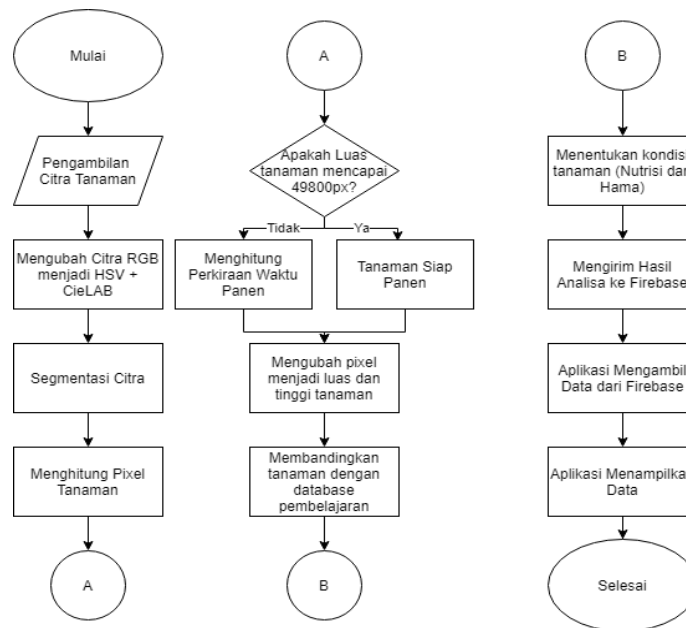 Mulai
Pengambilan
Citra Tanaman
Mengubah Citra RGB
menjadi HSV +
CieLAB
Segmentasi Citra
Menghitung Pixel
Tanaman
A
A
Apakah Luas
tanaman mencapai
49800px?
Tidak
Ya
Menghitung
Perkiraan Waktu
Panen
Tanaman Siap
Panen
Mengubah pixel
menjadi luas dan
tinggi tanaman
Membandingkan
tanaman dengan
database
pembelajaran
B
B
Menentukan kondisi
tanaman (Nutrisi dan
Hama)
Mengirim Hasil
Analisa ke Firebase
Aplikasi Mengambil
Data dari Firebase
Aplikasi Menampilka
Data
Selesai